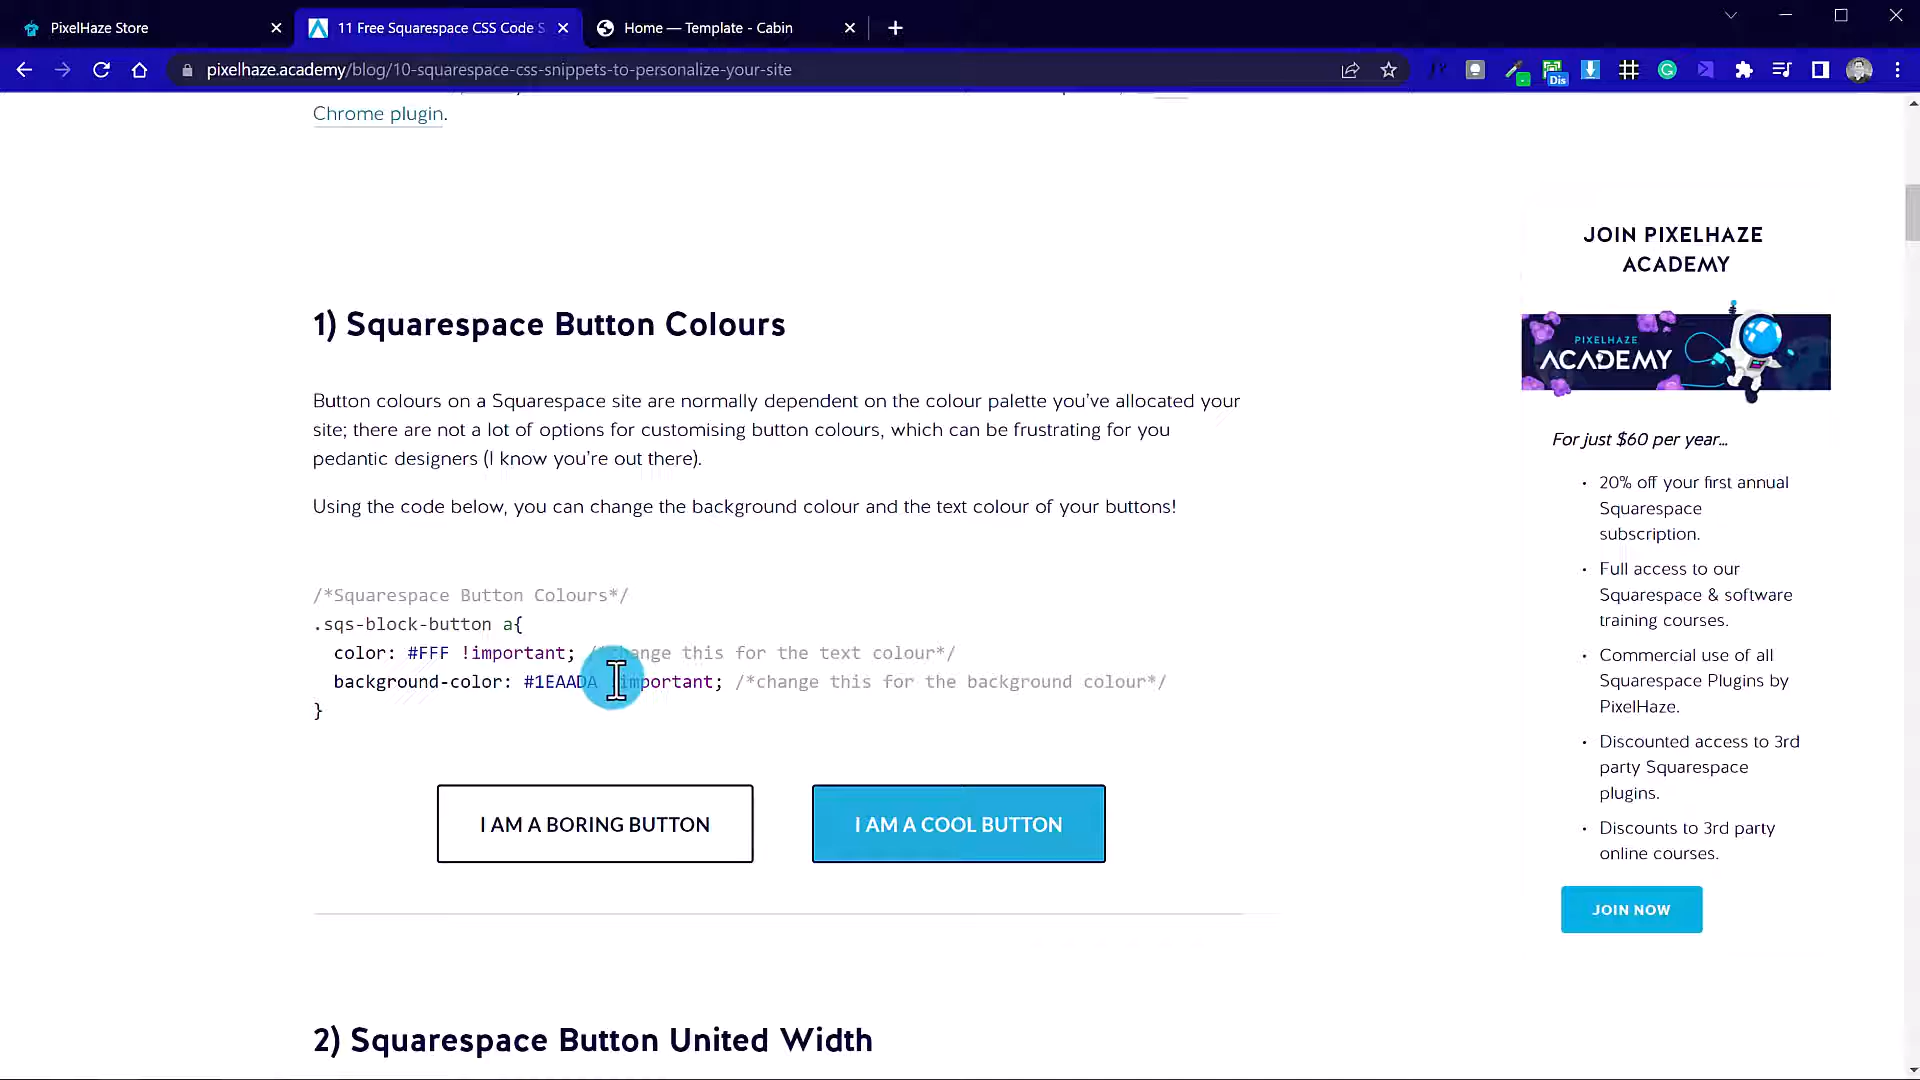 PixelHaze Store
11 Free Squarespace CSS Code S
Home — Template - Cabin
pixelhaze.academy/blog/10-squarespace-css-snippets-to-personalize-your-site
Dis
Chrome plugin.
1) Squarespace Button Colours
Button colours on a Squarespace site are normally dependent on the colour palette you've allocated your
site; there are not a lot of options for customising button colours, which can be frustrating for you
pedantic designers (I know you're out there).
Using the code below, you can change the background colour and the text colour of your buttons!
/*Squarespace Button Colours*/
.sqs-block-button a{
color: #FFF !important; /*change this for the text colour*/
background-color: #1EAADA !important; /*change this for the background colour*/
}
I AM A BORING BUTTON
I AM A COOL BUTTON
2) Squarespace Button United Width
JOIN PIXELHAZE
ACADEMY
PIXELHAZE
ACADEMY
For just $60 per year...
• 20% off your first annual
Squarespace
subscription.
• Full access to our
Squarespace & software
training courses.
• Commercial use of all
Squarespace Plugins by
PixelHaze.
• Discounted access to 3rd
party Squarespace
plugins.
• Discounts to 3rd party
online courses.
JOIN NOW